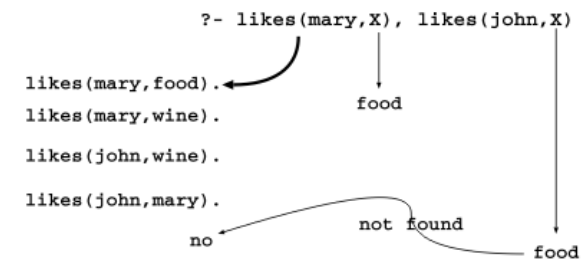 ?- likes(mary,X), likes(john,X)
likes(mary,food).
food
likes(mary,wine).
likes(john,wine).
likes(john,mary).
not found
no
food